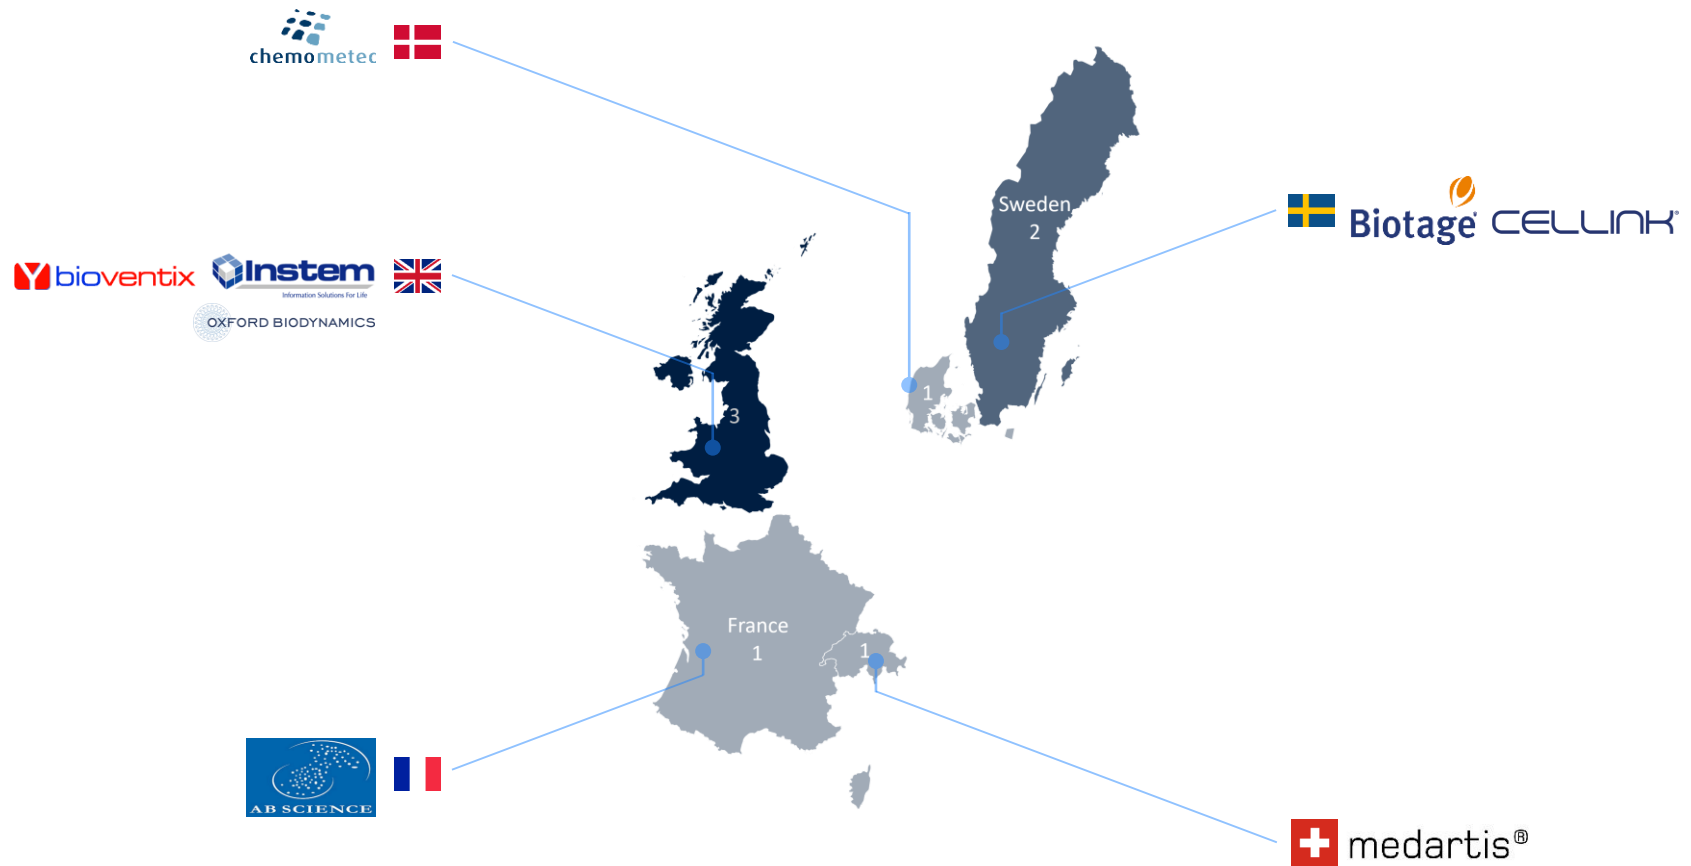 chemometec
Sweden
2
Biotage® CELLINK®
bioventix
Instem
Information Solutions For Life
OXFORD BIODYNAMICS
1
3
France
1
1
AB SCIENCE
medartis®